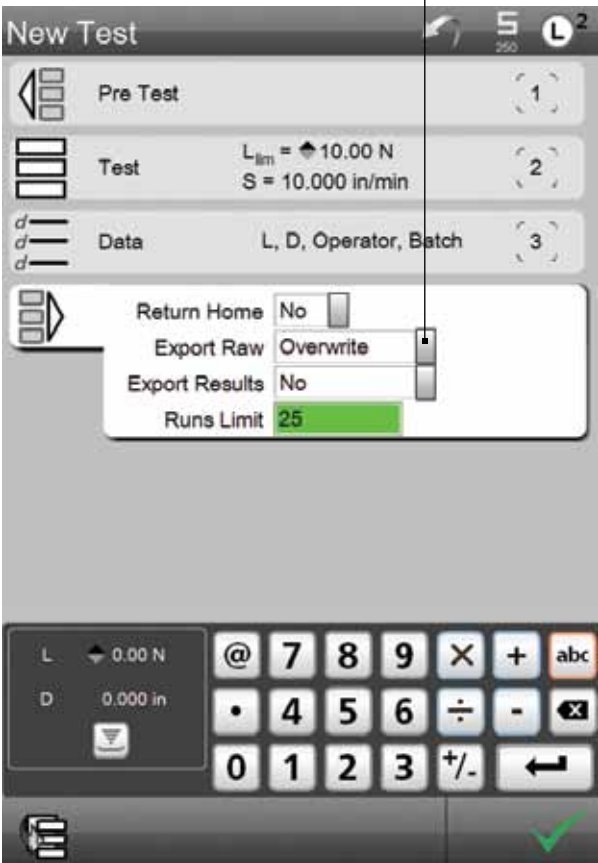 New Test
S
250
L 2
Pre Test
1
Test
Llim = 10.00 N
S = 10.000 in/min
2
d
d
d
Data
L, D, Operator, Batch
3
Return Home No
Export Raw Overwrite
Export Results No
Runs Limit 25
L 0.00 N
D 0.000 in
@ 7 8 9 × + abc
• 4 5 6 ÷ -
0 1 2 3 +/-